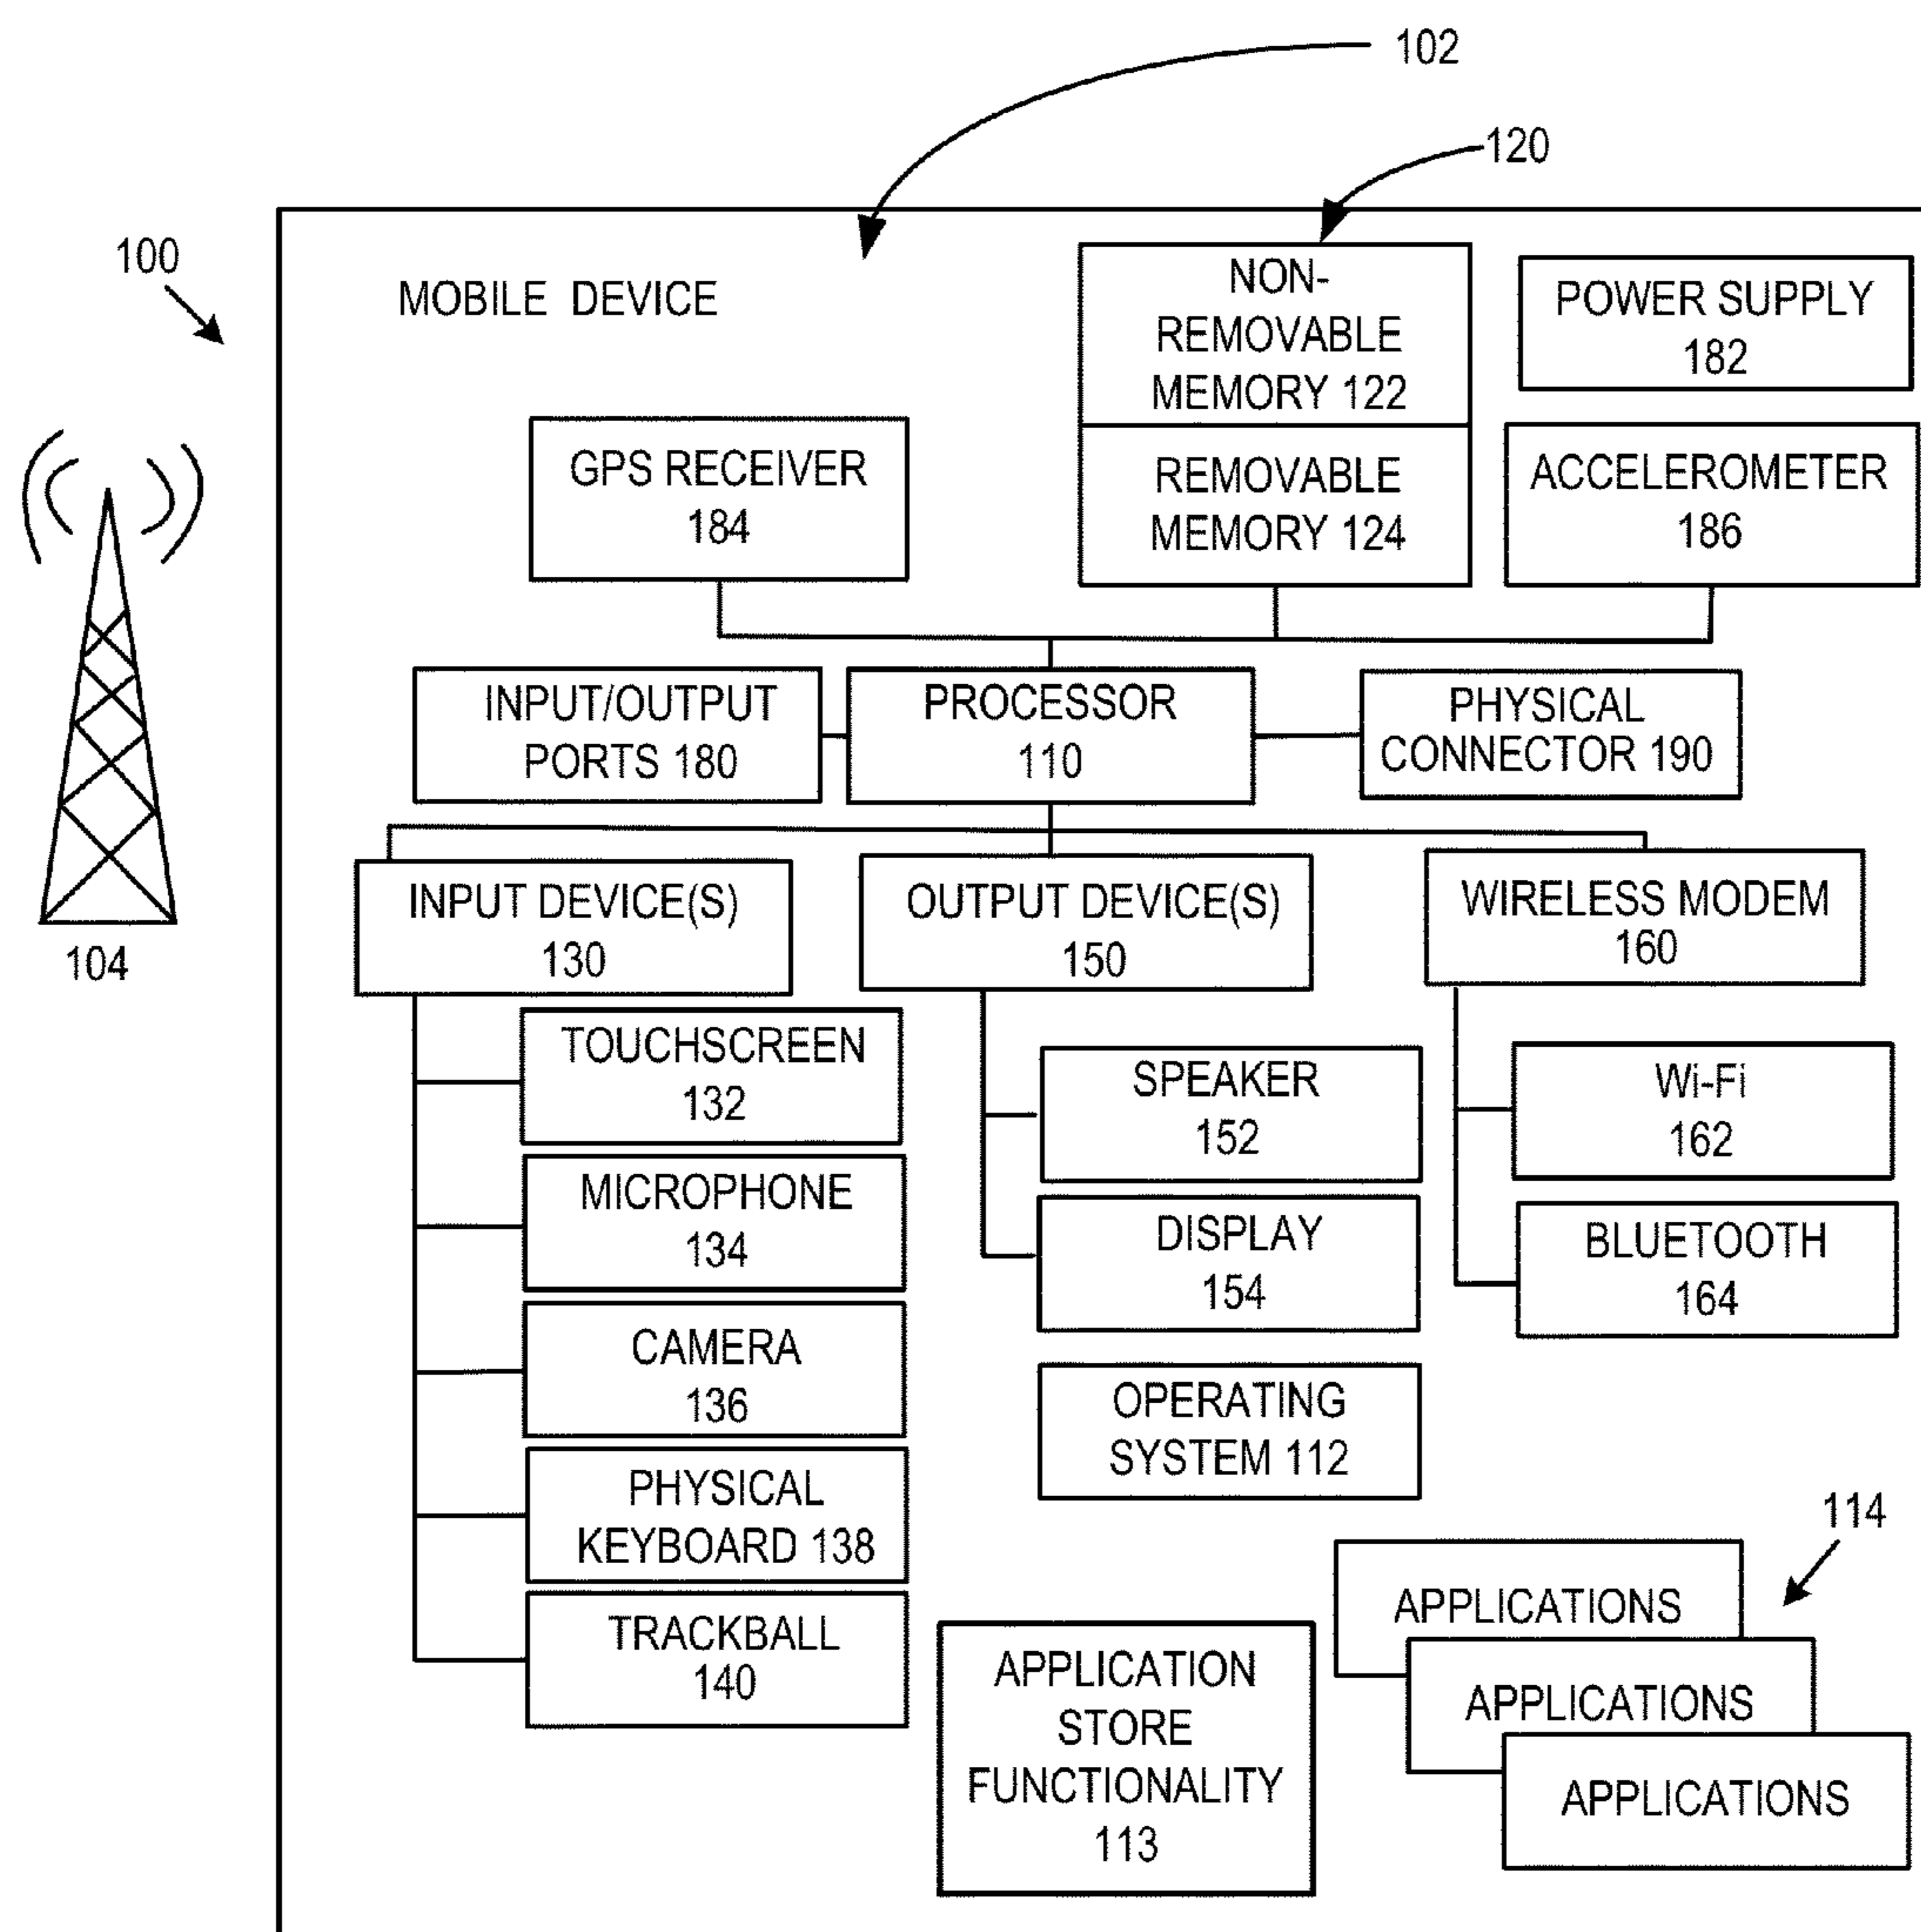 102
120
100
MOBILE DEVICE
NON-
REMOVABLE
MEMORY 122
POWER SUPPLY
182
GPS RECEIVER
184
REMOVABLE
MEMORY 124
ACCELEROMETER
186
INPUT/OUTPUT
PORTS 180
PROCESSOR
110
PHYSICAL
CONNECTOR 190
104
INPUT DEVICE(S)
130
OUTPUT DEVICE(S)
150
WIRELESS MODEM
160
TOUCHSCREEN
132
SPEAKER
152
Wi-Fi
162
MICROPHONE
134
DISPLAY
154
BLUETOOTH
164
CAMERA
136
OPERATING
SYSTEM 112
PHYSICAL
KEYBOARD 138
114
TRACKBALL
140
APPLICATION
STORE
FUNCTIONALITY
113
APPLICATIONS
APPLICATIONS
APPLICATIONS